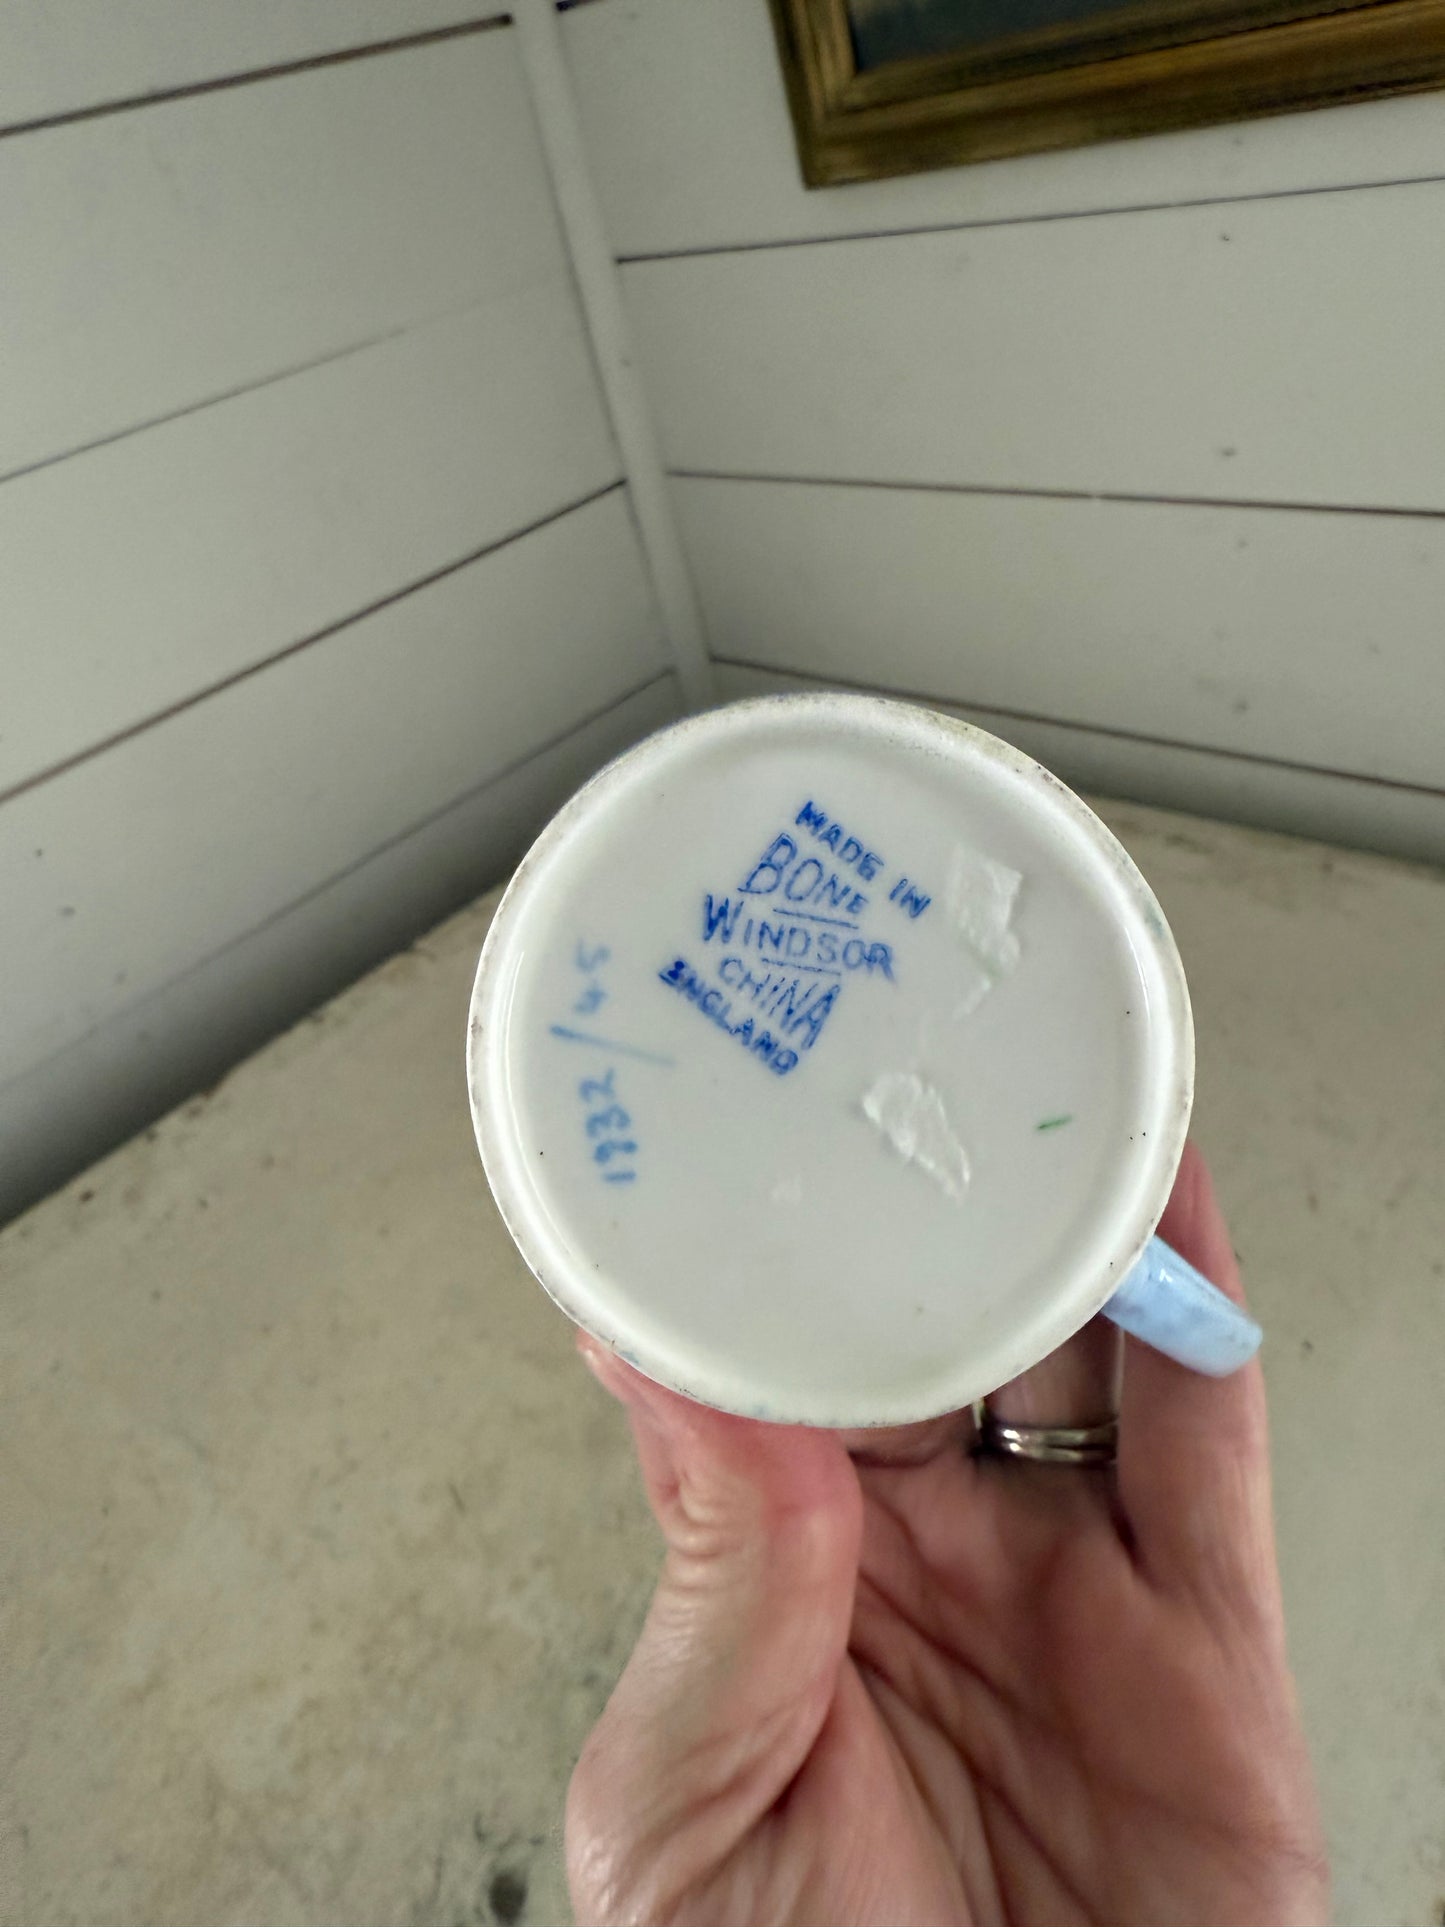 MADE IN
BONE
WINDSOR
CHINA
ENGLAND
1932/45